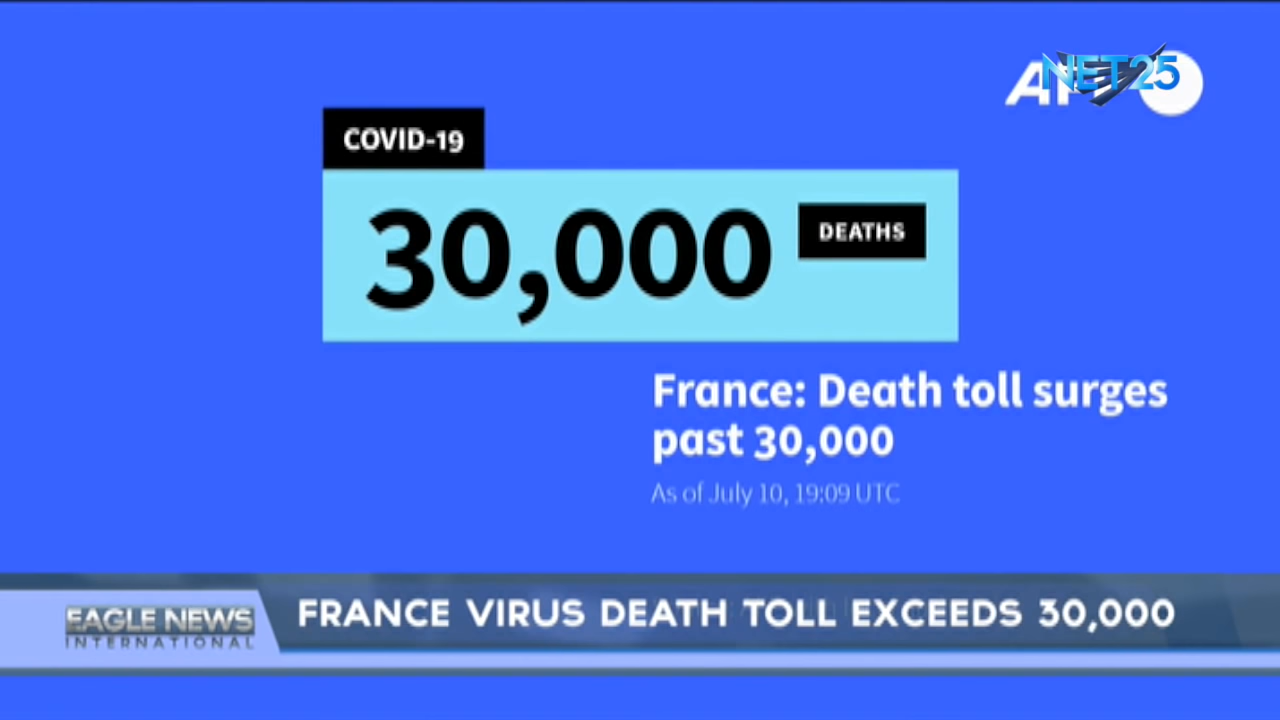 NET25
COVID-19
30,000
DEATHS
France: Death toll surges
past 30,000
As of July 10, 19:09 UTC
EAGLE NEWS
INTERNATIONAL
FRANCE VIRUS DEATH TOLL EXCEEDS 30,000